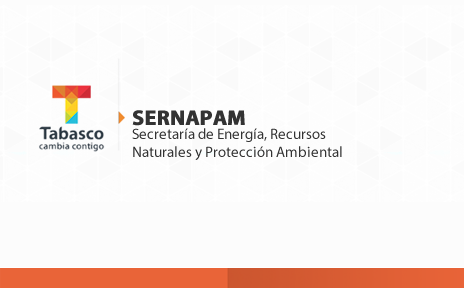 SERNAPAM
Secretaría de Energía, Recursos
Naturales y Protección Ambiental
Tabasco
cambia contigo